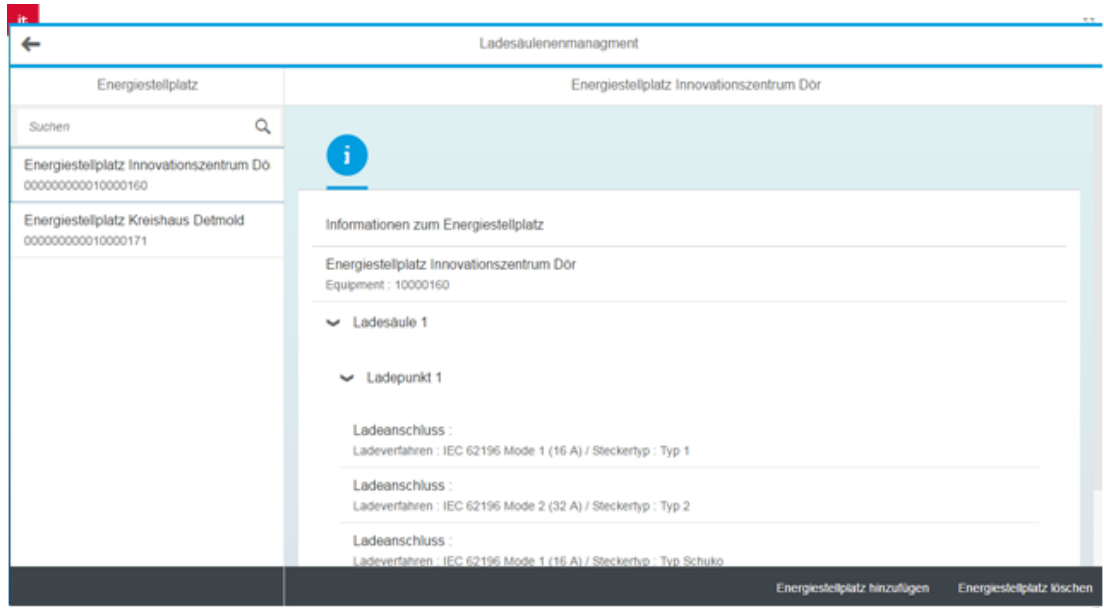 it.
Ladesäulenenmanagment
Energiestellplatz
Energiestellplatz Innovationszentrum Dör
Suchen
Energiestellplatz Innovationszentrum Dö
000000000010000160
Energiestellplatz Kreishaus Detmold
000000000010000171
i
Informationen zum Energiestellplatz
Energiestellplatz Innovationszentrum Dör
Equipment : 10000160
Ladesäule 1
Ladepunkt 1
Ladeanschluss :
Ladeverfahren : IEC 62196 Mode 1 (16 A) / Steckertyp : Typ 1
Ladeanschluss :
Ladeverfahren : IEC 62196 Mode 2 (32 A) / Steckertyp : Typ 2
Ladeanschluss :
Ladeverfahren : IEC 62196 Mode 1 (16 A) / Steckertyp : Typ Schuko
Energiestellplatz hinzufügen Energiestellplatz löschen